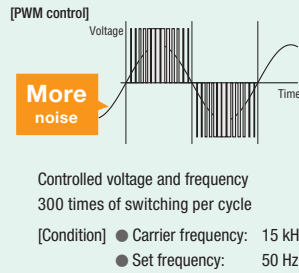 [PWM control]
Voltage
More
noise
Time
Controlled voltage and frequency
300 times of switching per cycle
[Condition] ● Carrier frequency: 15 kH
● Set frequency: 50 Hz